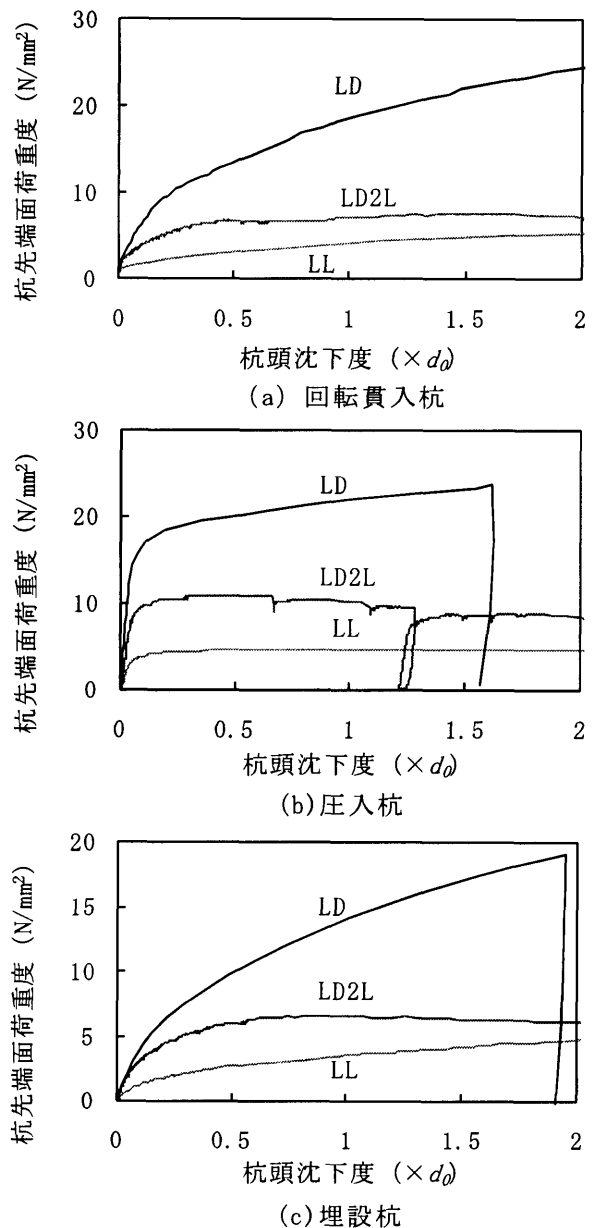 杭先端面荷重度 (N/mm²)
30
20
10
0
LD
LD2L
LL
0 0.5 1 1.5 2
杭頭沈下度 (×d₀)
(a) 回転貫入杭
杭先端面荷重度 (N/mm²)
30
20
10
0
LD
LD2L
LL
0 0.5 1 1.5 2
杭頭沈下度 (×d₀)
(b)圧入杭
杭先端面荷重度 (N/mm²)
20
15
10
5
0
LD
LD2L
LL
0 0.5 1 1.5 2
杭頭沈下度 (×d₀)
(c)埋設杭